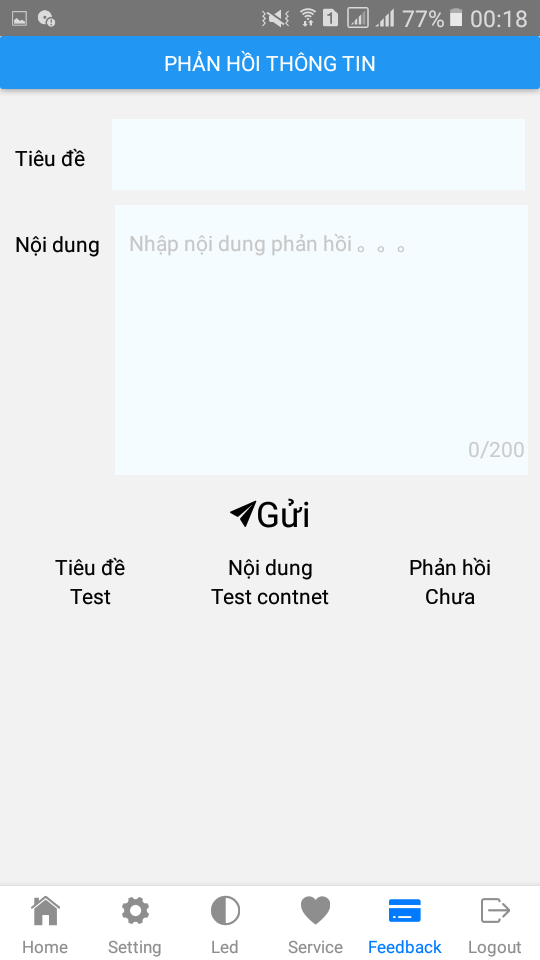 77% 00:18
PHẢN HỒI THÔNG TIN
Tiêu đề
Nội dung
Nhập nội dung phản hồi 。。。
0/200
Gửi
Tiêu đề Nội dung Phản hồi
Test Test contnet Chưa
Home Setting Led Service Feedback Logout